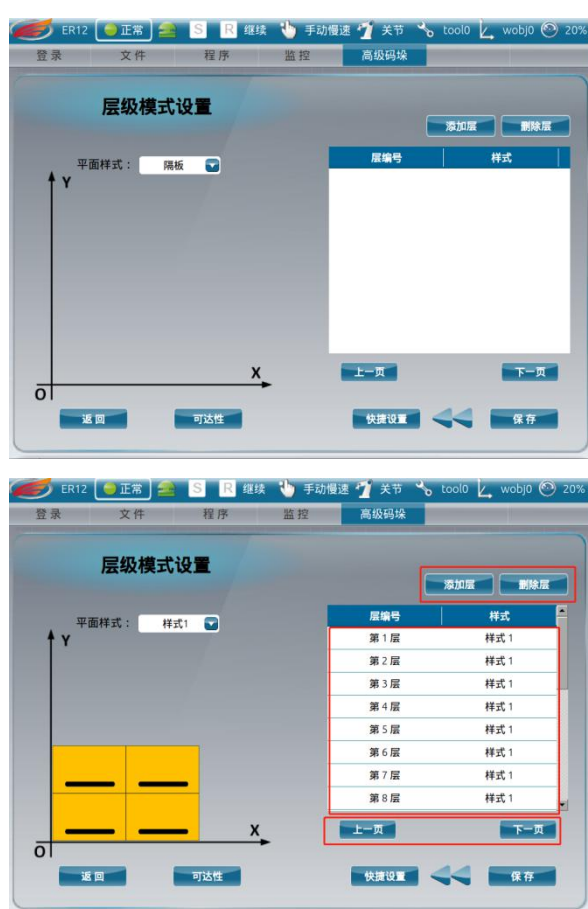 ER12 正常 S R 继续 手动慢速 关节 tool0 wobj0 20%
登录 文件 程序 监控 高级码垛
层级模式设置
添加层 删除层
平面样式： 隔板
层编号 样式
Y
X
上一页 下一页
O
返回 可达性 快捷设置 保存
ER12 正常 S R 继续 手动慢速 关节 tool0 wobj0 20%
登录 文件 程序 监控 高级码垛
层级模式设置
添加层 删除层
平面样式： 样式1
层编号 样式
Y
第1层 样式1
第2层 样式1
第3层 样式1
第4层 样式1
第5层 样式1
第6层 样式1
第7层 样式1
第8层 样式1
X
上一页 下一页
O
返回 可达性 快捷设置 保存